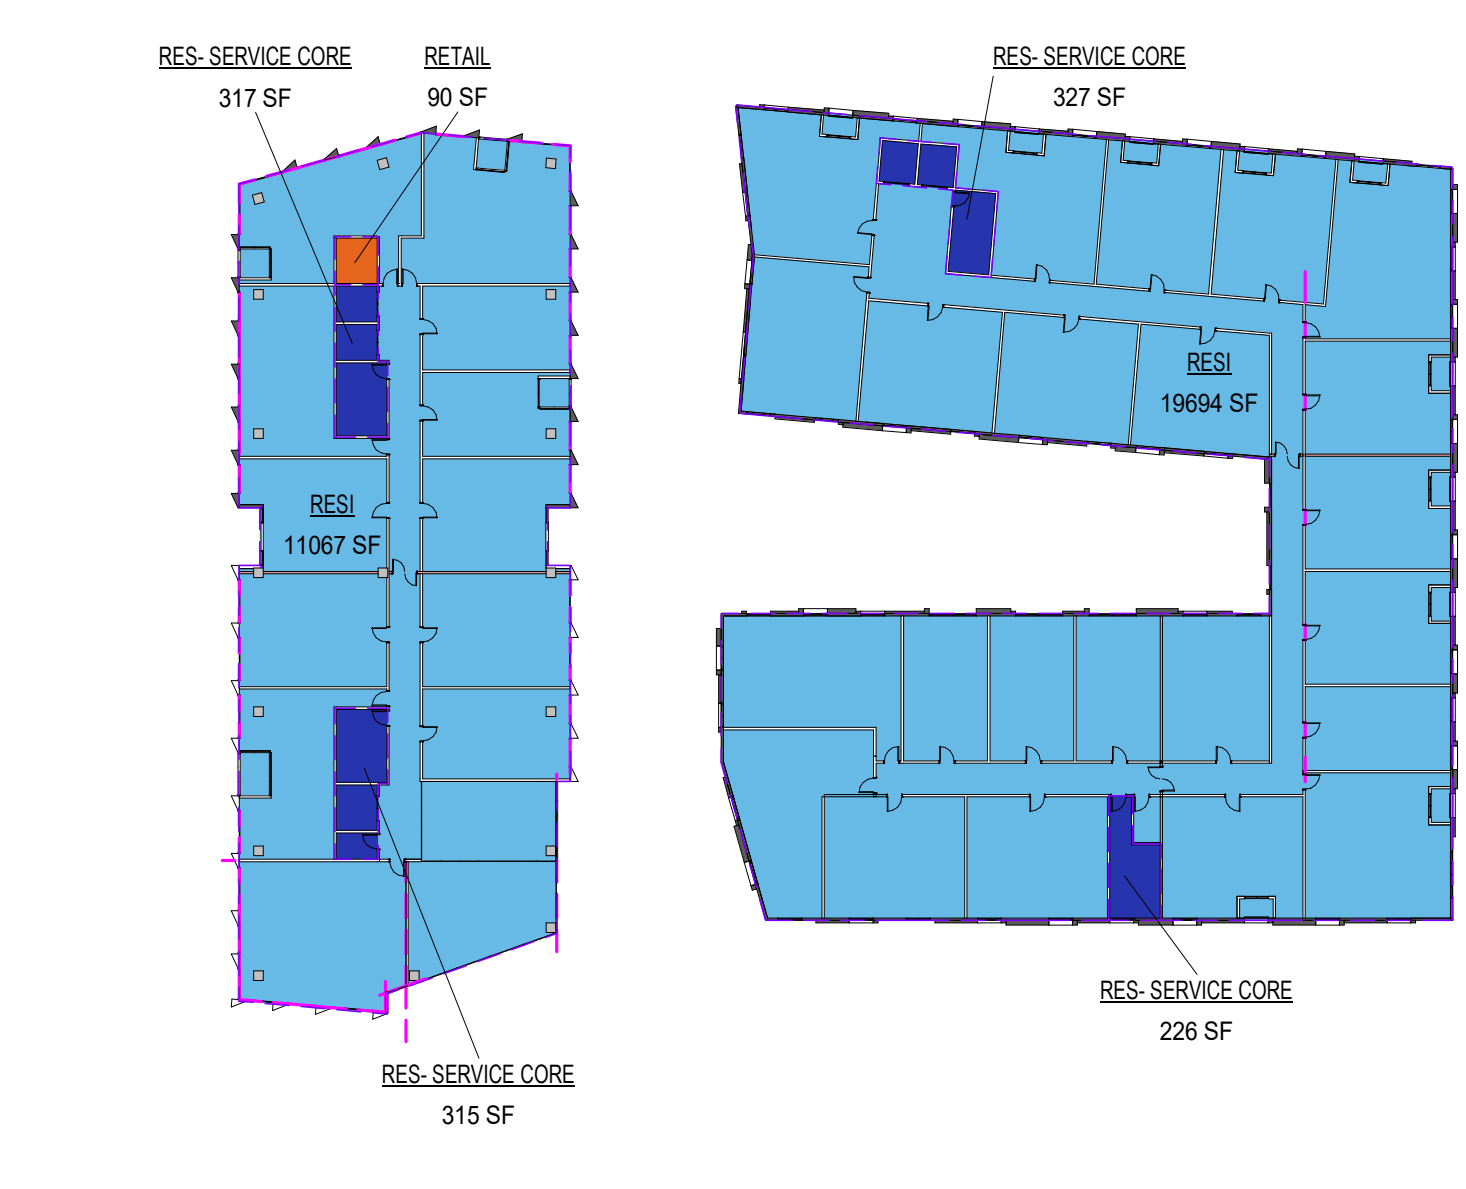 RES- SERVICE CORE
317 SF
RETAIL
90 SF
RES- SERVICE CORE
327 SF
RESI
19694 SF
RESI
11067 SF
RES- SERVICE CORE
226 SF
RES- SERVICE CORE
315 SF